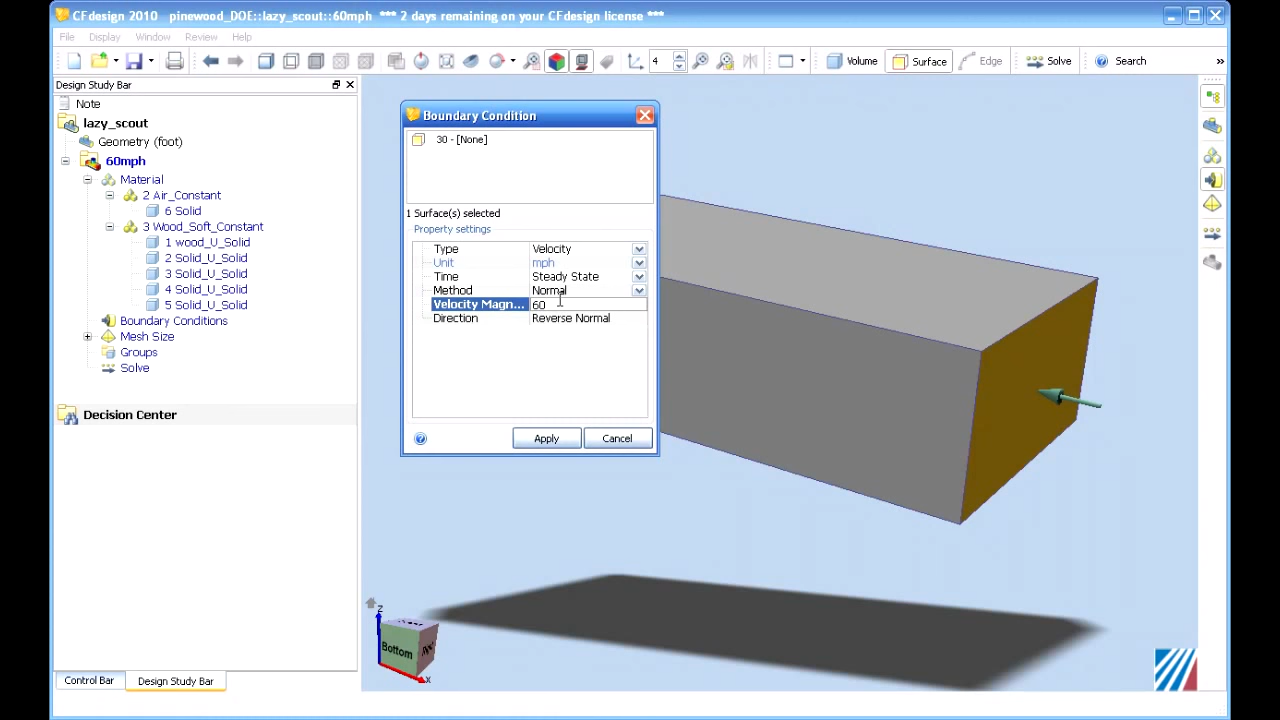 CFdesign 2010 pinewood_DOE::lazy_scout::60mph *** 2 days remaining on your CFdesign license ***
File Display Window Review Help
4 Volume Surface Edge Solve Search »
Design Study Bar
Note
lazy_scout
Geometry (foot)
60mph
Material
2 Air_Constant
6 Solid
3 Wood_Soft_Constant
1 wood_U_Solid
2 Solid_U_Solid
3 Solid_U_Solid
4 Solid_U_Solid
5 Solid_U_Solid
Boundary Conditions
Mesh Size
Groups
Solve
Decision Center
Control Bar Design Study Bar
Boundary Condition
30 - [None]
1 Surface(s) selected
Property settings
Type Velocity
Unit mph
Time Steady State
Method Normal
Velocity Magn... 60
Direction Reverse Normal
Apply Cancel
z
Bottom
x